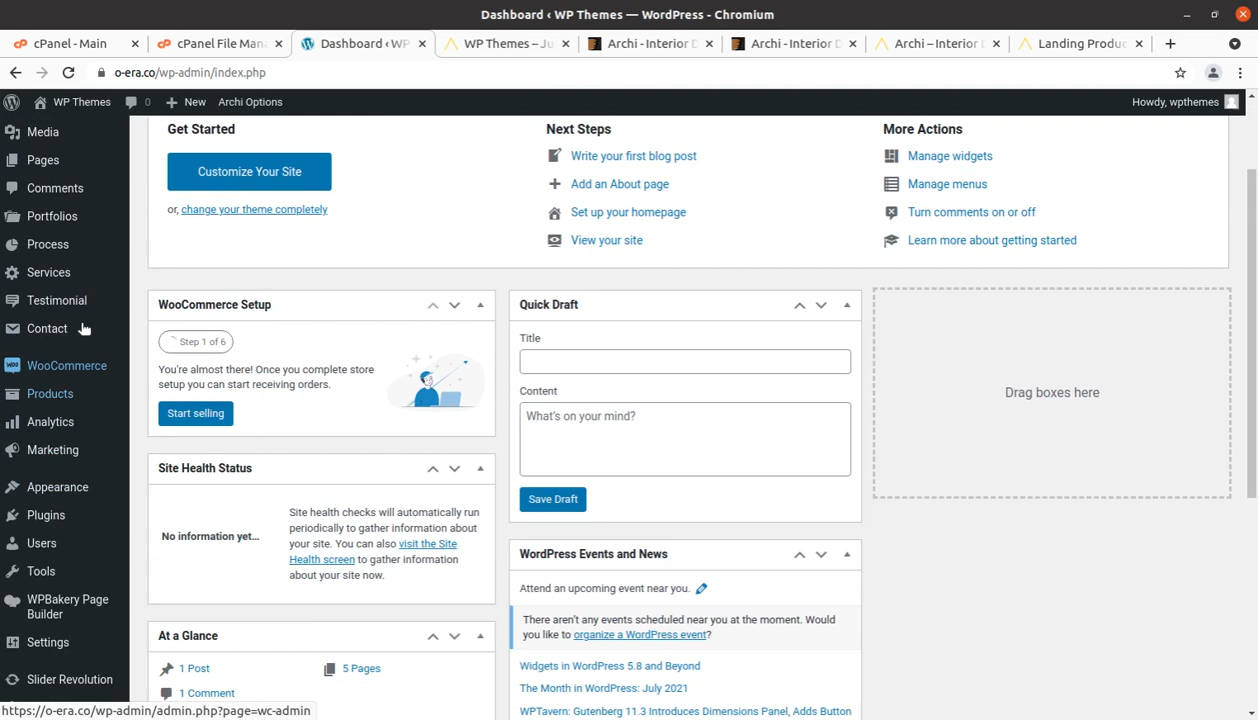 Dashboard ‹ WP Themes — WordPress - Chromium
cPanel - Main
cPanel File Mana
Dashboard ‹ WP
WP Themes – Ju
Archi - Interior D
Archi - Interior D
Archi – Interior D
Landing Produc
o-era.co/wp-admin/index.php
WP Themes
0
New
Archi Options
Howdy, wpthemes
Media
Pages
Comments
Portfolios
Process
Services
Testimonial
Contact
WooCommerce
Products
Analytics
Marketing
Appearance
Plugins
Users
Tools
WPBakery Page
Builder
Settings
Slider Revolution
Get Started
Customize Your Site
or, change your theme completely
Next Steps
Write your first blog post
Add an About page
Set up your homepage
View your site
More Actions
Manage widgets
Manage menus
Turn comments on or off
Learn more about getting started
WooCommerce Setup
Step 1 of 6
You're almost there! Once you complete store
setup you can start receiving orders.
Start selling
Site Health Status
No information yet...
Site health checks will automatically run
periodically to gather information about
your site. You can also visit the Site
Health screen to gather information
about your site now.
At a Glance
1 Post
5 Pages
1 Comment
Quick Draft
Title
Content
What's on your mind?
Save Draft
WordPress Events and News
Attend an upcoming event near you.
There aren't any events scheduled near you at the moment. Would
you like to organize a WordPress event?
Widgets in WordPress 5.8 and Beyond
The Month in WordPress: July 2021
WPTavern: Gutenberg 11.3 Introduces Dimensions Panel, Adds Button
Drag boxes here
https://o-era.co/wp-admin/admin.php?page=wc-admin